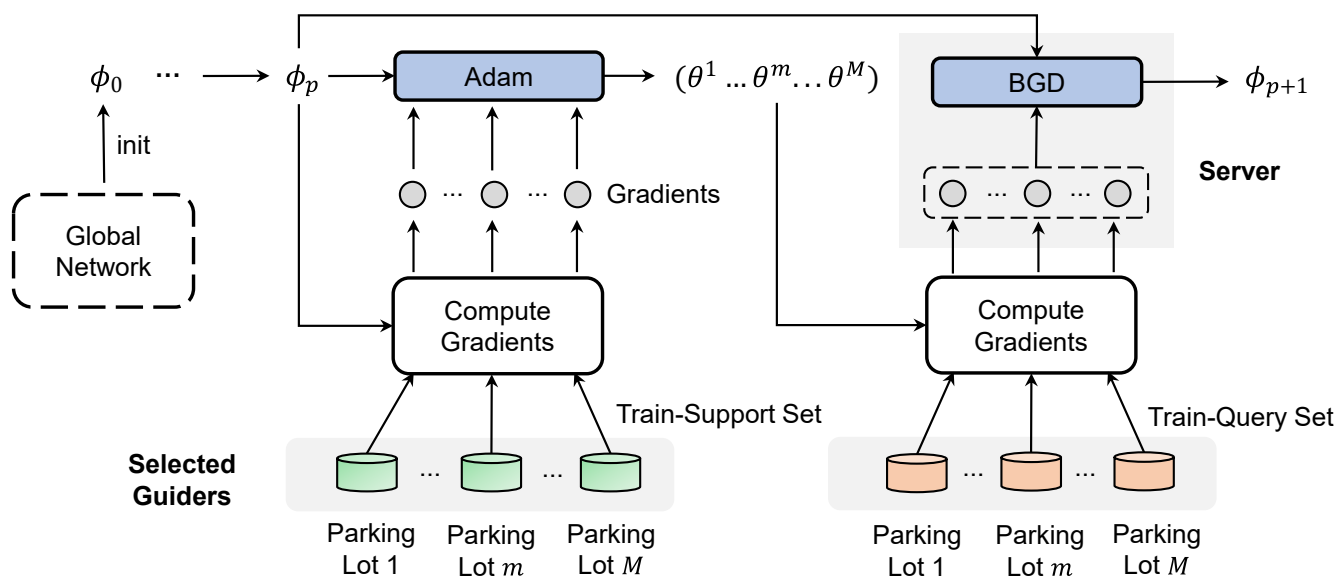 ϕ₀ ... ϕₚ
Adam
(θ¹ ... θᵐ ... θᴹ)
BGD
ϕₚ₊₁
init
Server
... ...
Gradients
... ...
Global
Network
Compute
Gradients
Compute
Gradients
Train-Support Set
Train-Query Set
Selected
Guiders
... ...
... ...
Parking
Lot 1
Parking
Lot m
Parking
Lot M
Parking
Lot 1
Parking
Lot m
Parking
Lot M